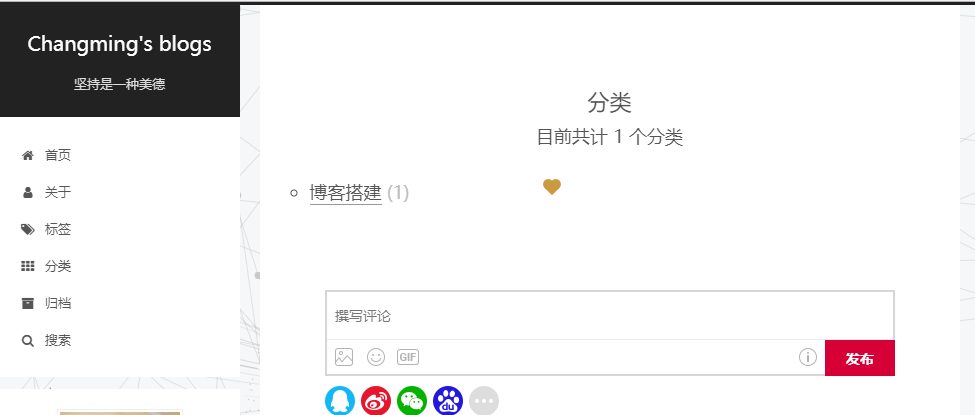 Changming's blogs
坚持是一种美德
首页
关于
标签
分类
归档
搜索
分类
目前共计 1 个分类
博客搭建 (1)
撰写评论
GIF
发布
du